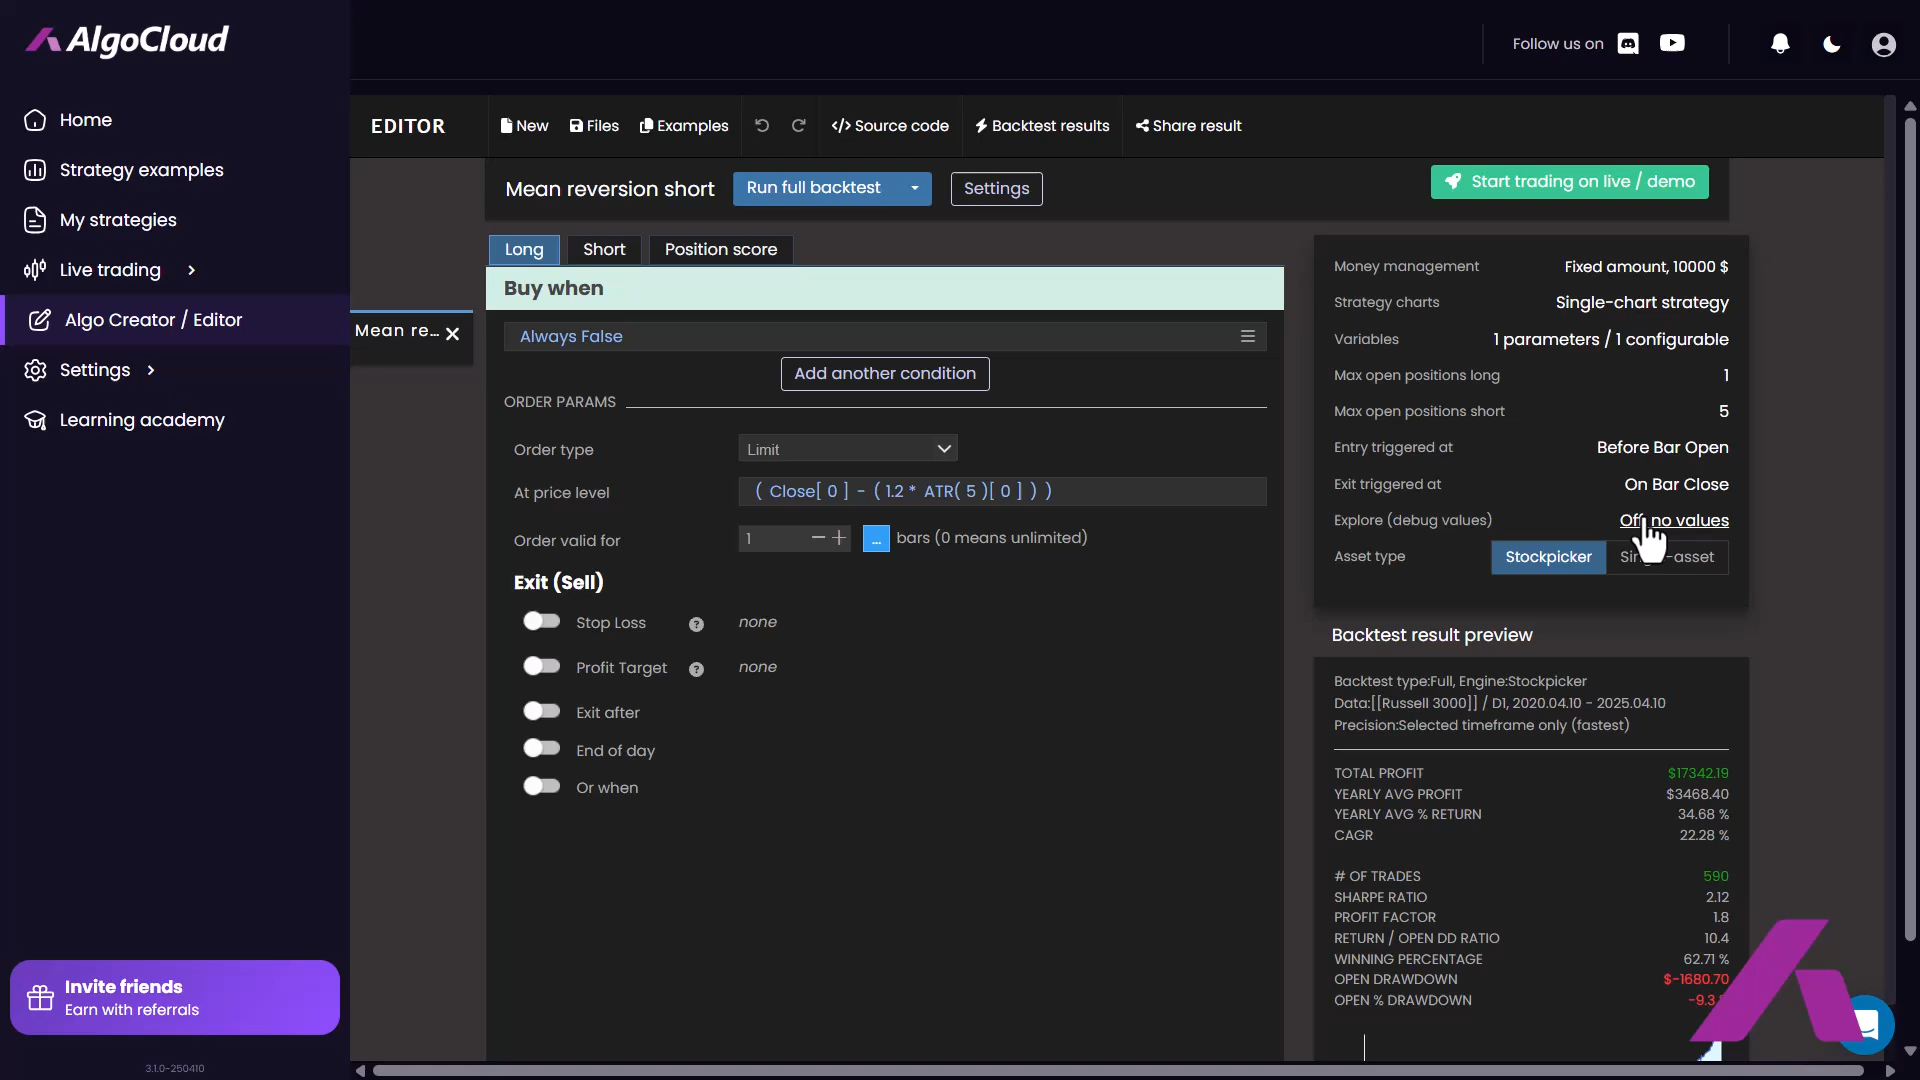 AlgoCloud
Follow us on
Home
Strategy examples
My strategies
Live trading
Algo Creator / Editor
Settings
Learning academy
Invite friends
Earn with referrals
3.1.0-250410
EDITOR
New
Files
Examples
Source code
Backtest results
Share result
Mean re...
Mean reversion short
Run full backtest
Settings
Start trading on live / demo
Long
Short
Position score
Buy when
Always False
Add another condition
ORDER PARAMS
Order type
Limit
At price level
( Close[ 0 ] - ( 1.2 * ATR( 5 )[ 0 ] ) )
Order valid for
1
...
bars (0 means unlimited)
Exit (Sell)
Stop Loss
?
none
Profit Target
?
none
Exit after
End of day
Or when
Money management
Fixed amount, 10000 $
Strategy charts
Single-chart strategy
Variables
1 parameters / 1 configurable
Max open positions long
1
Max open positions short
5
Entry triggered at
Before Bar Open
Exit triggered at
On Bar Close
Explore (debug values)
no values
Asset type
Stockpicker
-asset
Backtest result preview
Backtest type:Full, Engine:Stockpicker
Data:[[Russell 3000]] / D1, 2020.04.10 - 2025.04.10
Precision:Selected timeframe only (fastest)
TOTAL PROFIT
$17342.19
YEARLY AVG PROFIT
$3468.40
YEARLY AVG % RETURN
34.68 %
CAGR
22.28 %
# OF TRADES
590
SHARPE RATIO
2.12
PROFIT FACTOR
1.8
RETURN / OPEN DD RATIO
10.4
WINNING PERCENTAGE
62.71 %
OPEN DRAWDOWN
$-1680.70
OPEN % DRAWDOWN
-9.3